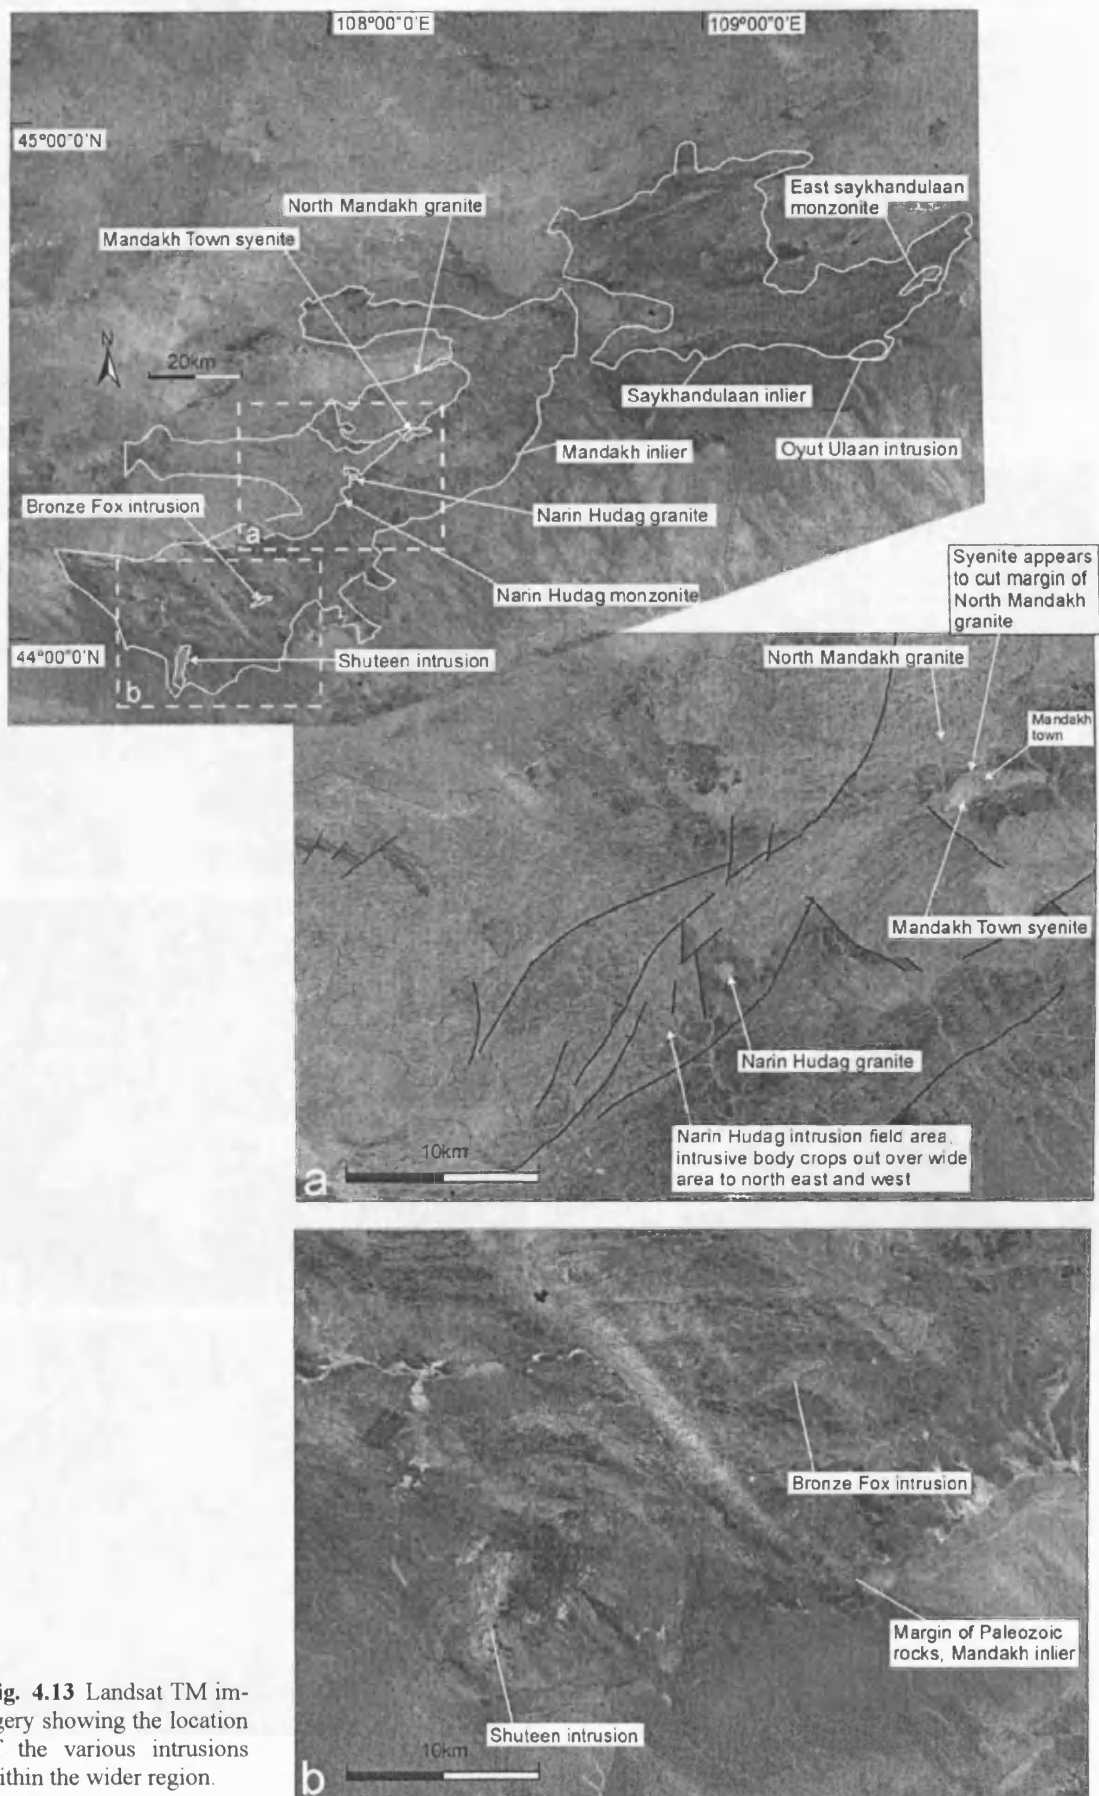 108°00"0'E
109°00"0'E
45°00"0'N
East saykhandulaan
monzonite
North Mandakh granite
Mandakh Town syenite
N
20km
Saykhandulaan inlier
Mandakh inlier
Oyut Ulaan intrusion
Bronze Fox intrusion
a
Narin Hudag granite
Narin Hudag monzonite
44°00"0'N
Shuteen intrusion
b
Syenite appears
to cut margin of
North Mandakh
granite
North Mandakh granite
Mandakh
town
Mandakh Town syenite
Narin Hudag granite
Narin Hudag intrusion field area,
intrusive body crops out over wide
area to north east and west
10km
a
Bronze Fox intrusion
Margin of Paleozoic
rocks, Mandakh inlier
Shuteen intrusion
10km
b
ig. 4.13 Landsat TM im-
gery showing the location
f the various intrusions
ithin the wider region.